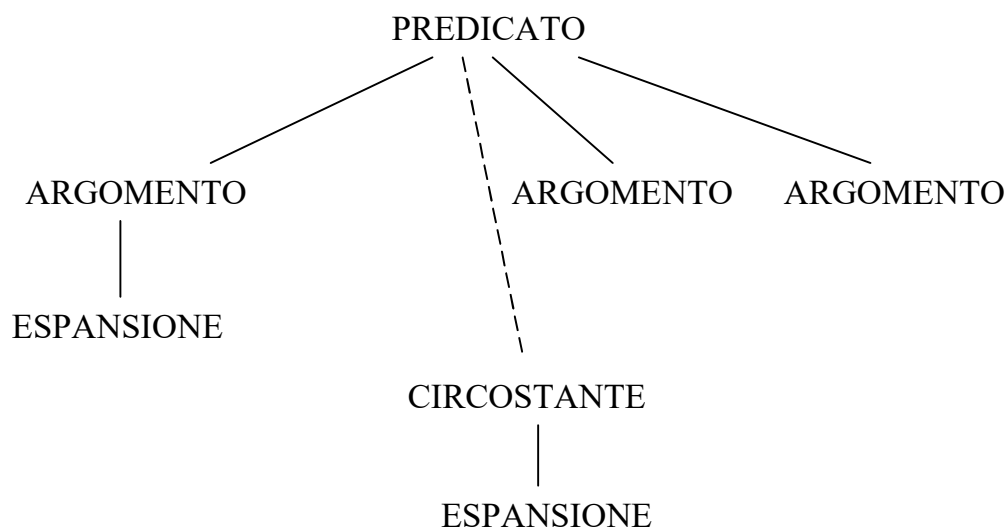 PREDICATO
ARGOMENTO ARGOMENTO ARGOMENTO
ESPANSIONE
CIRCOSTANTE
ESPANSIONE